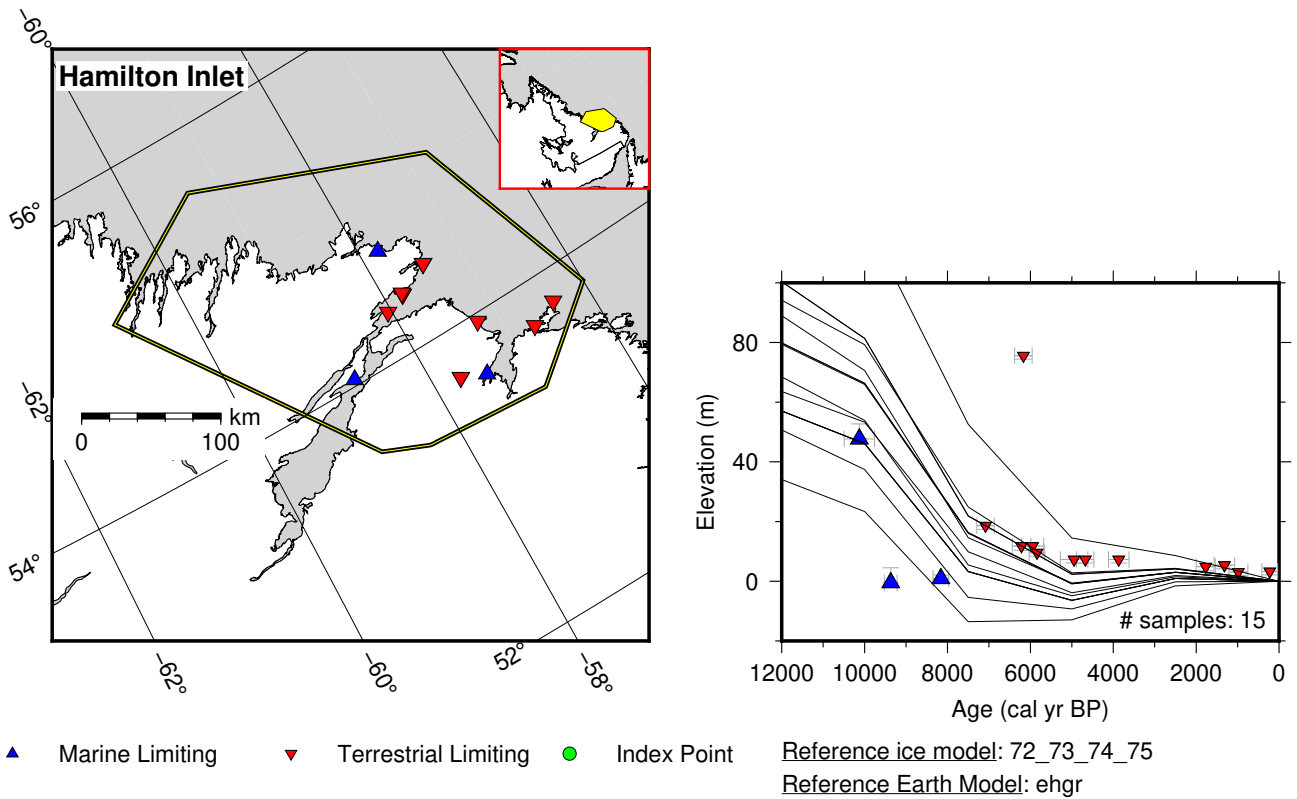 −60°
Hamilton Inlet
56°
−62°
km
0 100
54°
−62°
−60°
52°
−58°
Elevation (m)
80
40
0
# samples: 15
12000 10000 8000 6000 4000 2000 0
Age (cal yr BP)
Marine Limiting Terrestrial Limiting Index Point
Reference ice model: 72_73_74_75
Reference Earth Model: ehgr